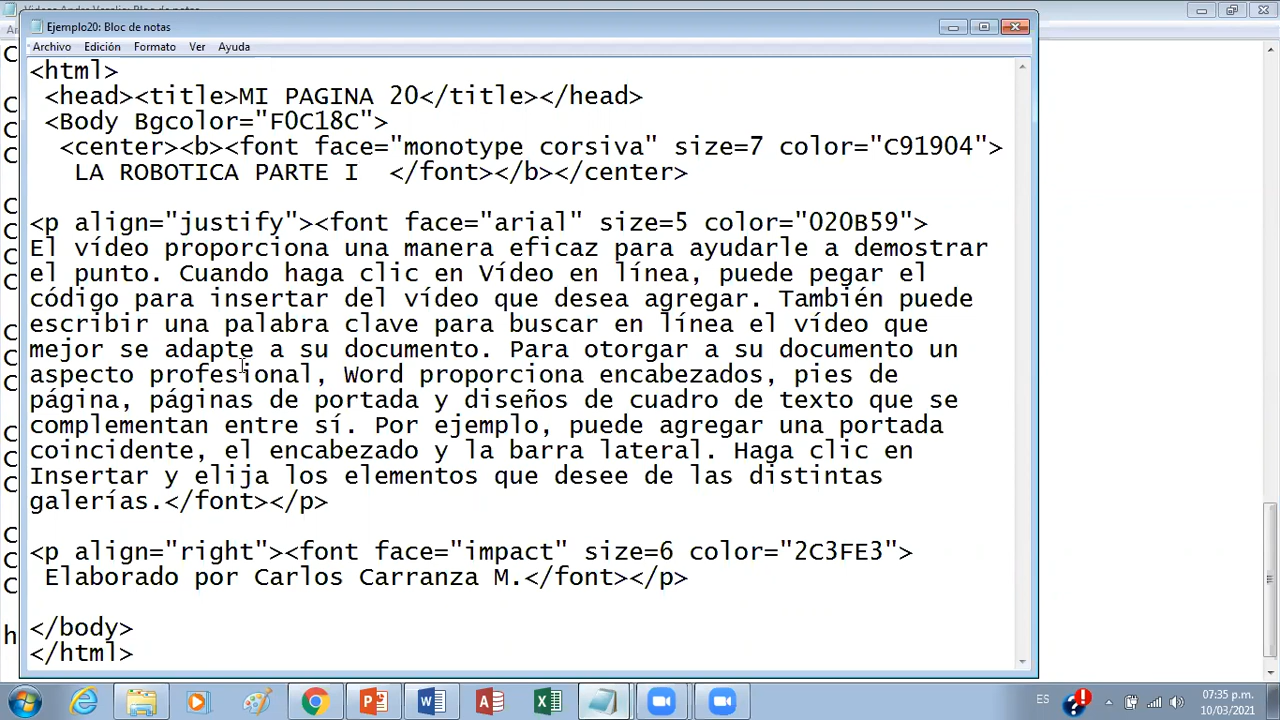 Ejemplo20: Bloc de notas
Archivo Edición Formato Ver Ayuda
<html>
<head><title>MI PAGINA 20</title></head>
<Body Bgcolor="F0C18C">
<center><b><font face="monotype corsiva" size=7 color="C91904">
LA ROBOTICA PARTE I </font></b></center>
<p align="justify"><font face="arial" size=5 color="020B59">
El vídeo proporciona una manera eficaz para ayudarle a demostrar
el punto. Cuando haga clic en Vídeo en línea, puede pegar el
código para insertar del vídeo que desea agregar. También puede
escribir una palabra clave para buscar en línea el vídeo que
mejor se adapte a su documento. Para otorgar a su documento un
aspecto profesional, Word proporciona encabezados, pies de
página, páginas de portada y diseños de cuadro de texto que se
complementan entre sí. Por ejemplo, puede agregar una portada
coincidente, el encabezado y la barra lateral. Haga clic en
Insertar y elija los elementos que desee de las distintas
galerías.</font></p>
<p align="right"><font face="impact" size=6 color="2C3FE3">
Elaborado por Carlos Carranza M.</font></p>
</body>
</html>
ES
07:35 p.m.
10/03/2021